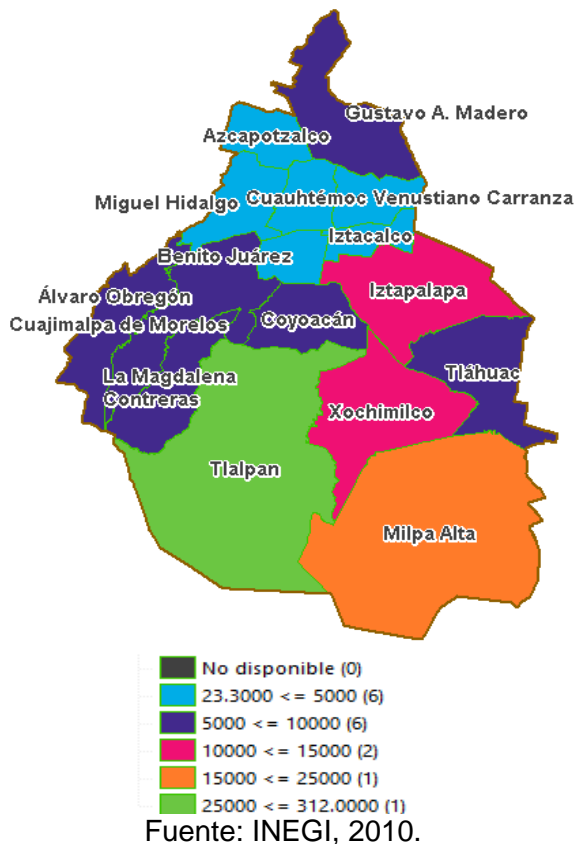 Gustavo A. Madero
Azcapotzalco
Miguel Hidalgo
Cuauhtémoc
Venustiano Carranza
Iztacalco
Benito Juárez
Iztapalapa
Álvaro Obregón
Cuajimalpa de Morelos
Coyoacán
La Magdalena
Contreras
Tláhuac
Xochimilco
Tlalpan
Milpa Alta
No disponible (0)
23.3000 <= 5000 (6)
5000 <= 10000 (6)
10000 <= 15000 (2)
15000 <= 25000 (1)
25000 <= 312.0000 (1)
Fuente: INEGI, 2010.